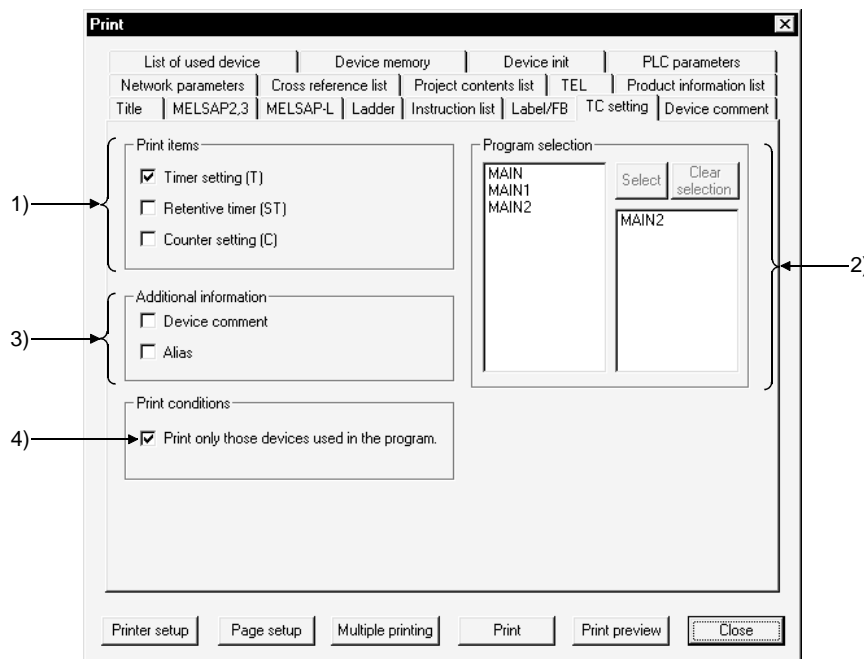 Print
List of used device Device memory Device init PLC parameters
Network parameters Cross reference list Project contents list TEL Product information list
Title MELSAP2,3 MELSAP-L Ladder Instruction list Label/FB TC setting Device comment
Print items
Timer setting (T)
Retentive timer (ST)
Counter setting (C)
1)
Program selection
MAIN
MAIN1
MAIN2
Select
Clear
selection
MAIN2
2)
Additional information
Device comment
Alias
3)
Print conditions
Print only those devices used in the program.
4)
Printer setup Page setup Multiple printing Print Print preview Close